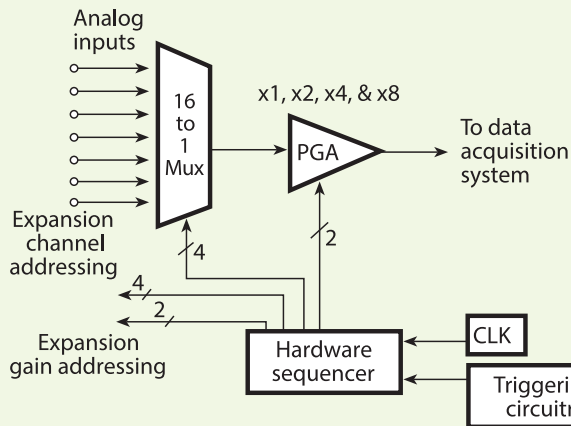 Analog
inputs
16
to
1
Mux
x1, x2, x4, & x8
PGA
To data
acquisition
system
Expansion
channel
addressing
4
2
4
2
Expansion
gain addressing
Hardware
sequencer
CLK